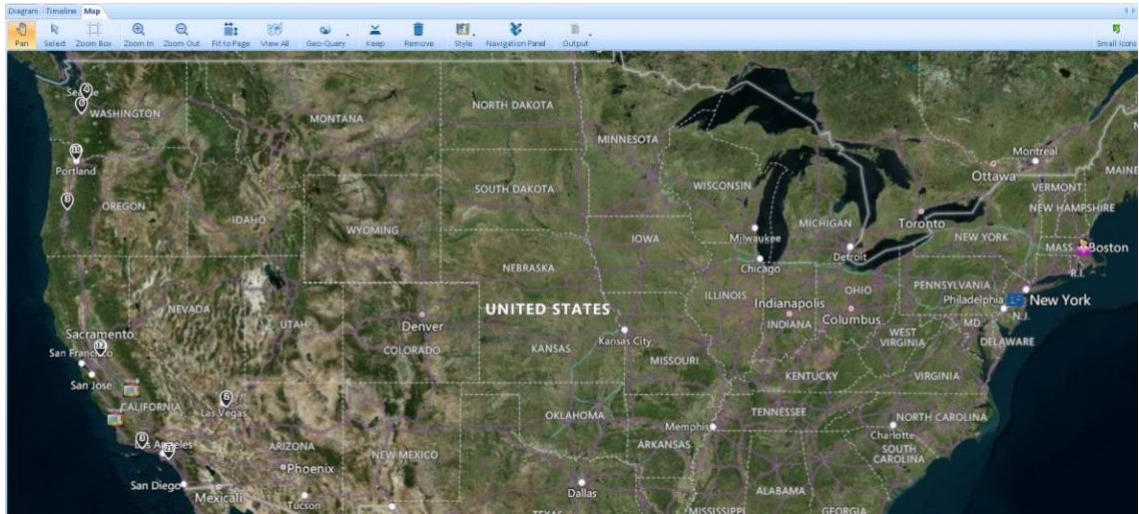 Diagram Timeline Map
Pan Select Zoom Box Zoom In Zoom Out Fit to Page View All Geo-Query Keep Remove Style Navigation Panel Output Small Icons
WASHINGTON
NORTH DAKOTA
MONTANA
MINNESOTA
Montreal
Portland
Ottawa
MAINE
SOUTH DAKOTA
WISCONSIN
VERMONT
OREGON
IDAHO
NEW HAMPSHIRE
WYOMING
MICHIGAN
Toronto
IOWA
Milwaukee
NEW YORK
MASS.
Boston
Detroit
NEBRASKA
Chicago
R.I.
PENNSYLVANIA
OHIO
ILLINOIS
Indianapolis
Philadelphia
New York
NEVADA
UNITED STATES
N.J.
UTAH
Denver
INDIANA
Columbus
MD.
Sacramento
WEST
VIRGINIA
DELAWARE
Kansas City
San Francisco
COLORADO
KANSAS
MISSOURI
San Jose
KENTUCKY
VIRGINIA
5
CALIFORNIA
Las Vegas
OKLAHOMA
TENNESSEE
NORTH CAROLINA
Memphis
Charlotte
Los Angeles
ARIZONA
ARKANSAS
SOUTH
CAROLINA
NEW MEXICO
Phoenix
San Diego
Mexicali
Dallas
ALABAMA
Tucson
TEXAS
MISSISSIPPI
GEORGIA